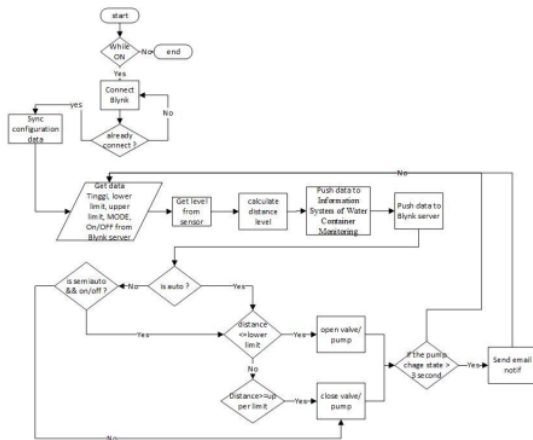 start
While
ON
No
end
Yes
Connect
Blynk
yes
No
Sync
configuration
data
already
connect ?
No
Get data
Tinggi, lower
limit, upper
limit, MODE,
On/OFF from
Blynk server
Get level
from
sensor
calculate
distance
level
Push data to
Information
System of Water
Container
Monitoring
Push data to
Blynk server
is semiauto
&& on/off ?
No
Is auto ?
Yes
Yes
distance
<=lower
limit
Yes
open valve/
pump
If the pump
chage state >
3 second
Yes
Send email
notif
No
Distance>=up
per limit
Yes
close valve/
pump
No